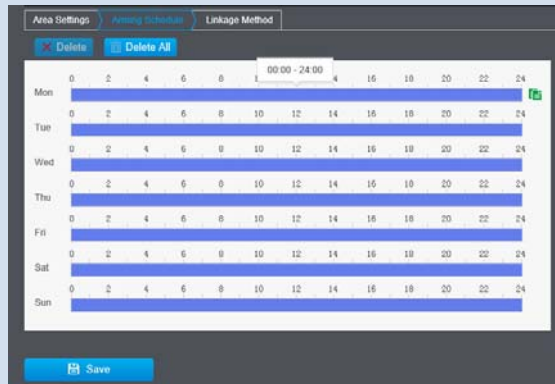 Area Settings Arming Schedule Linkage Method
Delete Delete All
00:00 - 24:00
0 2 4 6 8 10 14 16 18 20 22 24
Mon
0 2 4 6 8 10 12 14 16 18 20 22 24
Tue
0 2 4 6 8 10 12 14 16 18 20 22 24
Wed
0 2 4 6 8 10 12 14 16 18 20 22 24
Thu
0 2 4 6 8 10 12 14 16 18 20 22 24
Fri
0 2 4 6 8 10 12 14 16 18 20 22 24
Sat
0 2 4 6 8 10 12 14 16 18 20 22 24
Sun
Save